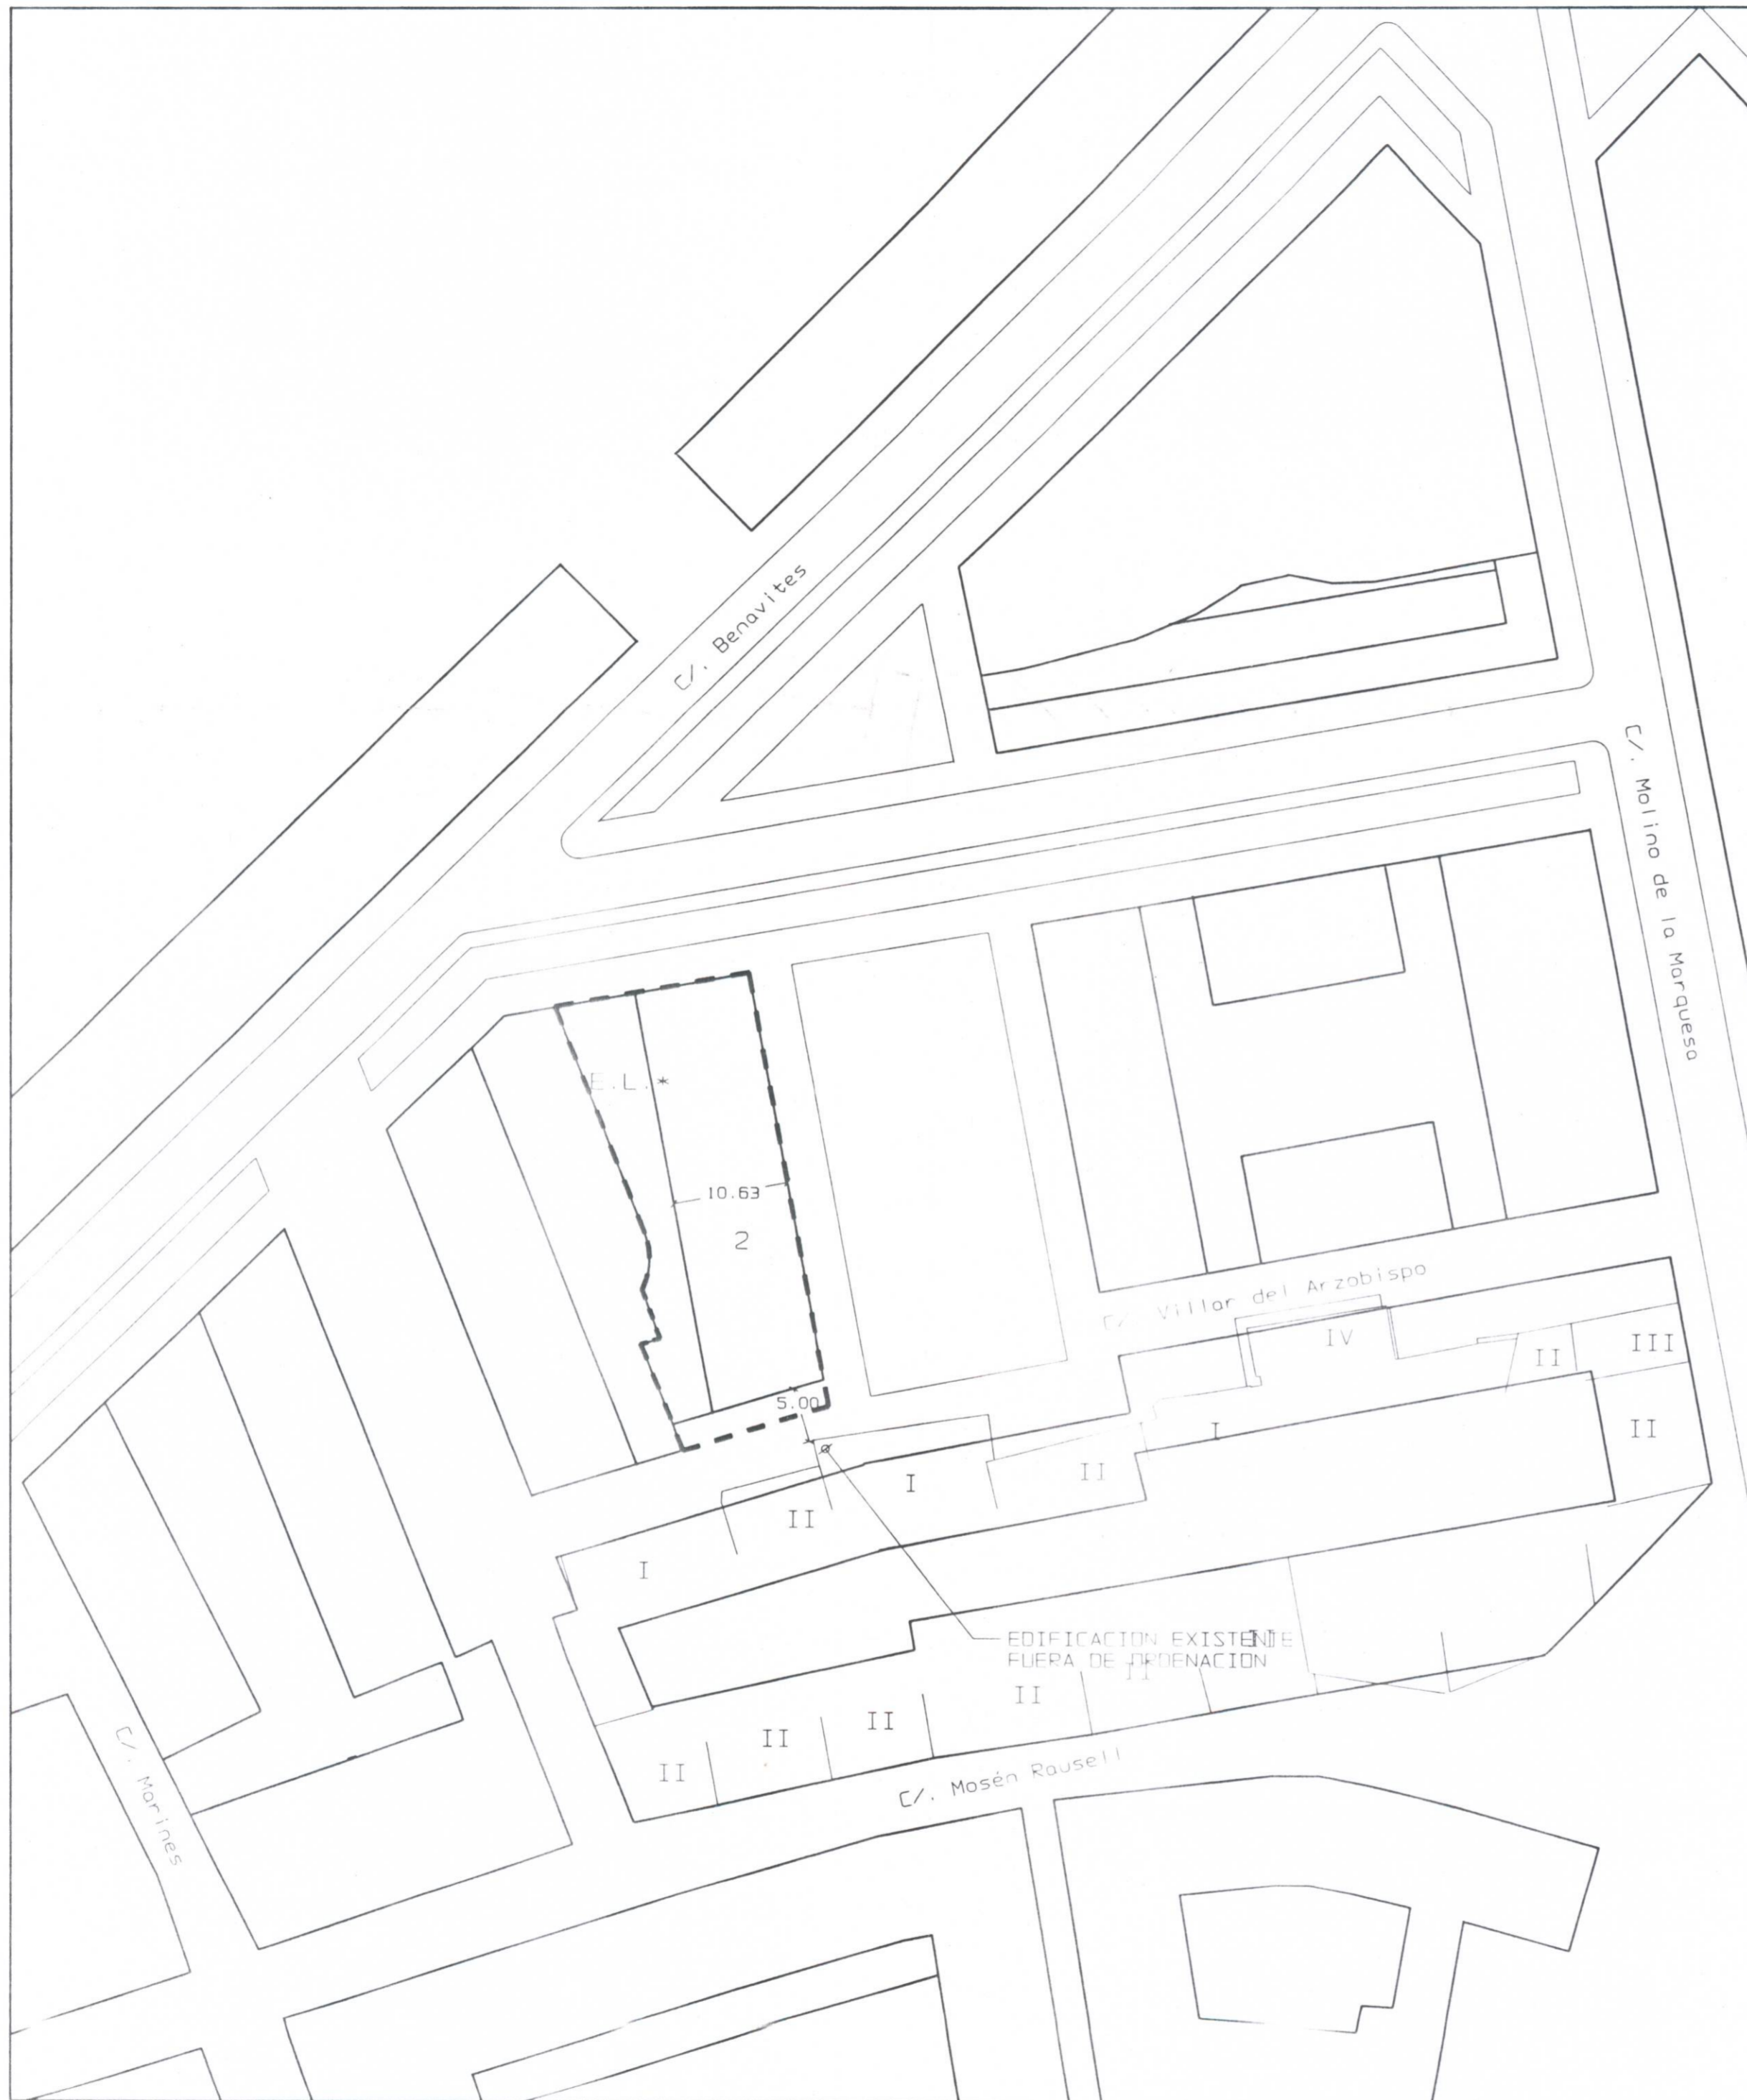 C/. Benavites
C/. Molino de la Marquesa
E.L.*
10.63
2
C/. Villar del Arzobispo
IV
II
III
5.00
I
II
I
II
II
I
EDIFICACION EXISTENTE
FUERA DE ORDENACION
II
II
II
II
II
C/. Mosén Rausell
C/. Marines